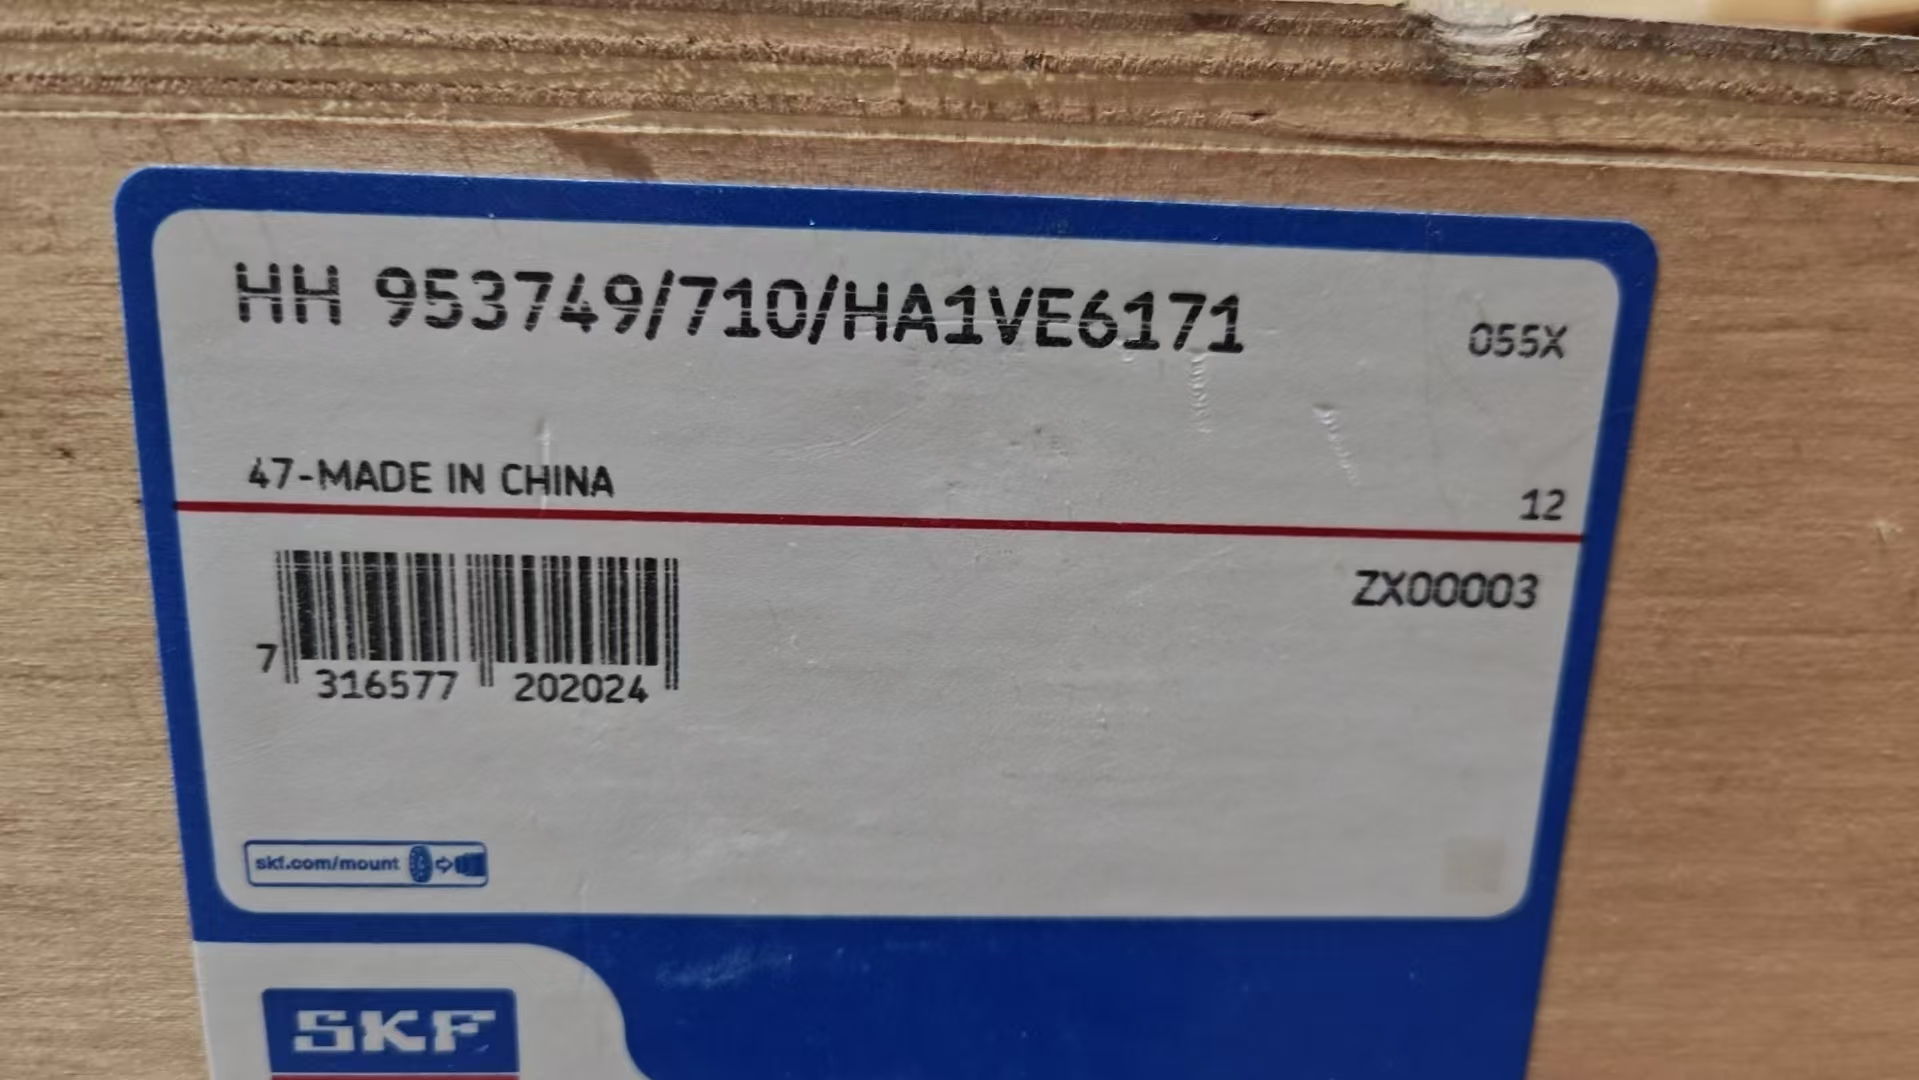 HH 953749/710/HA1VE6171 055X
47-MADE IN CHINA 12
ZX00003
7 316577 202024
skf.com/mount
SKF